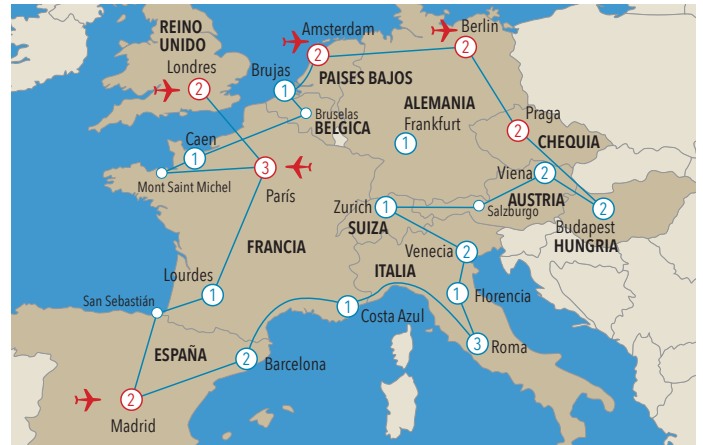 REINO
UNIDO
Londres
2
Amsterdam
2
Berlin
2
Brujas
1
PAISES BAJOS
Bruselas
BELGICA
ALEMANIA
Frankfurt
1
Praga
2
CHEQUIA
Caen
1
Mont Saint Michel
3
París
Viena
2
AUSTRIA
Salzburgo
2
Budapest
HUNGRIA
Zurich
1
SUIZA
FRANCIA
Venecia
2
ITALIA
Lourdes
1
1
Florencia
San Sebastián
1
Costa Azul
3
Roma
ESPAÑA
2
Barcelona
2
Madrid